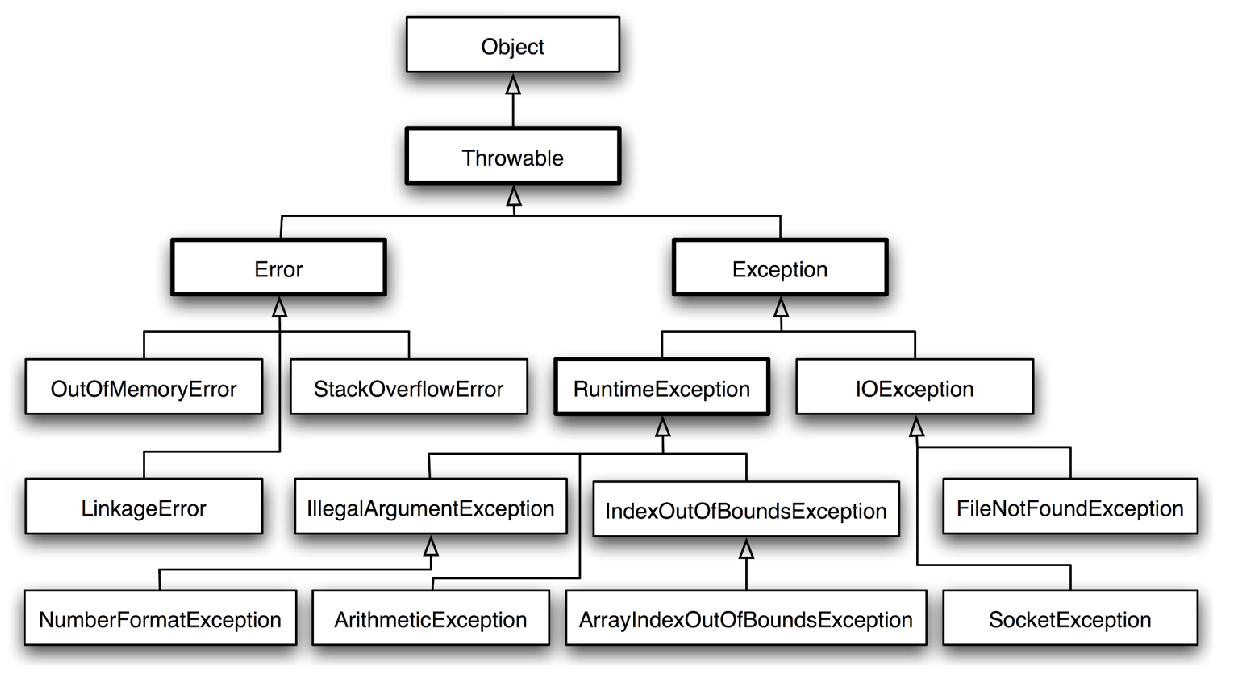 Object
Throwable
Error
Exception
OutOfMemoryError
StackOverflowError
RuntimeException
IOException
LinkageError
IllegalArgumentException
IndexOutOfBoundsException
FileNotFoundException
NumberFormatException
ArithmeticException
ArrayIndexOutOfBoundsException
SocketException